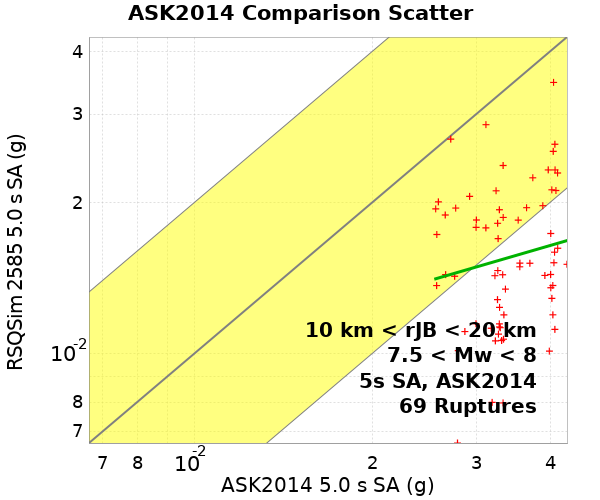 ASK2014 Comparison Scatter
RSQSim 2585 5.0 s SA (g)
4
3
2
10-2
8
7
10 km < rJB < 20 km
7.5 < Mw < 8
5s SA, ASK2014
69 Ruptures
7 8 10-2 2 3 4
ASK2014 5.0 s SA (g)